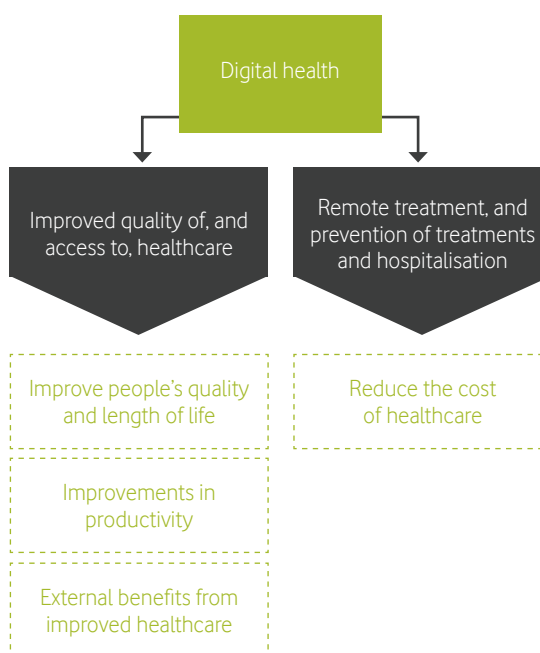 Digital health
Improved quality of, and
access to, healthcare
Remote treatment, and
prevention of treatments
and hospitalisation
Improve people's quality
and length of life
Reduce the cost
of healthcare
Improvements in
productivity
External benefits from
improved healthcare